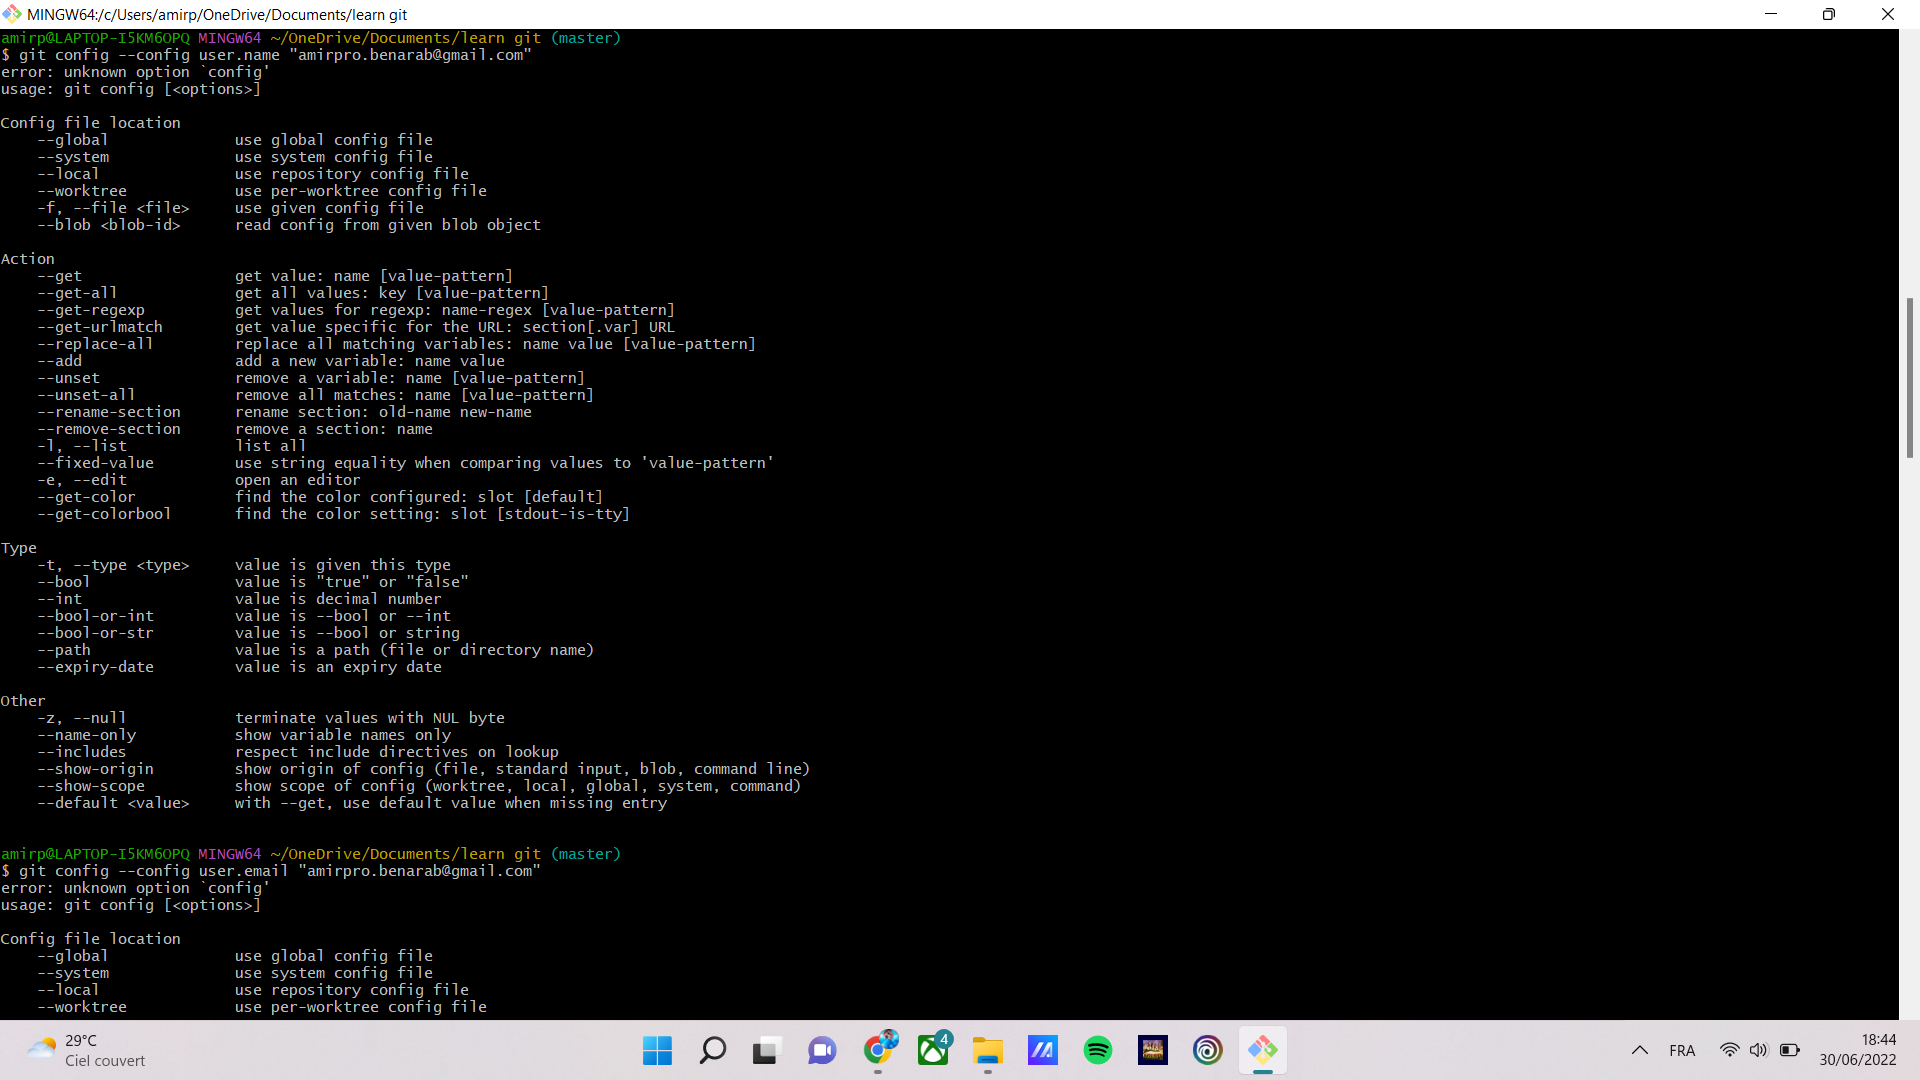 MINGW64:/c/Users/amirp/OneDrive/Documents/learn git
amirp@LAPTOP-I5KM6OPQ MINGW64 ~/OneDrive/Documents/learn git (master)
$ git config --config user.name "amirpro.benarab@gmail.com"
error: unknown option `config'
usage: git config [<options>]
Config file location
--global use global config file
--system use system config file
--local use repository config file
--worktree use per-worktree config file
-f, --file <file> use given config file
--blob <blob-id> read config from given blob object
Action
--get get value: name [value-pattern]
--get-all get all values: key [value-pattern]
--get-regexp get values for regexp: name-regex [value-pattern]
--get-urlmatch get value specific for the URL: section[.var] URL
--replace-all replace all matching variables: name value [value-pattern]
--add add a new variable: name value
--unset remove a variable: name [value-pattern]
--unset-all remove all matches: name [value-pattern]
--rename-section rename section: old-name new-name
--remove-section remove a section: name
-l, --list list all
--fixed-value use string equality when comparing values to 'value-pattern'
-e, --edit open an editor
--get-color find the color configured: slot [default]
--get-colorbool find the color setting: slot [stdout-is-tty]
Type
-t, --type <type> value is given this type
--bool value is "true" or "false"
--int value is decimal number
--bool-or-int value is --bool or --int
--bool-or-str value is --bool or string
--path value is a path (file or directory name)
--expiry-date value is an expiry date
Other
-z, --null terminate values with NUL byte
--name-only show variable names only
--includes respect include directives on lookup
--show-origin show origin of config (file, standard input, blob, command line)
--show-scope show scope of config (worktree, local, global, system, command)
--default <value> with --get, use default value when missing entry
amirp@LAPTOP-I5KM6OPQ MINGW64 ~/OneDrive/Documents/learn git (master)
$ git config --config user.email "amirpro.benarab@gmail.com"
error: unknown option `config'
usage: git config [<options>]
Config file location
--global use global config file
--system use system config file
--local use repository config file
--worktree use per-worktree config file
29°C
Ciel couvert
4
FRA
18:44
30/06/2022